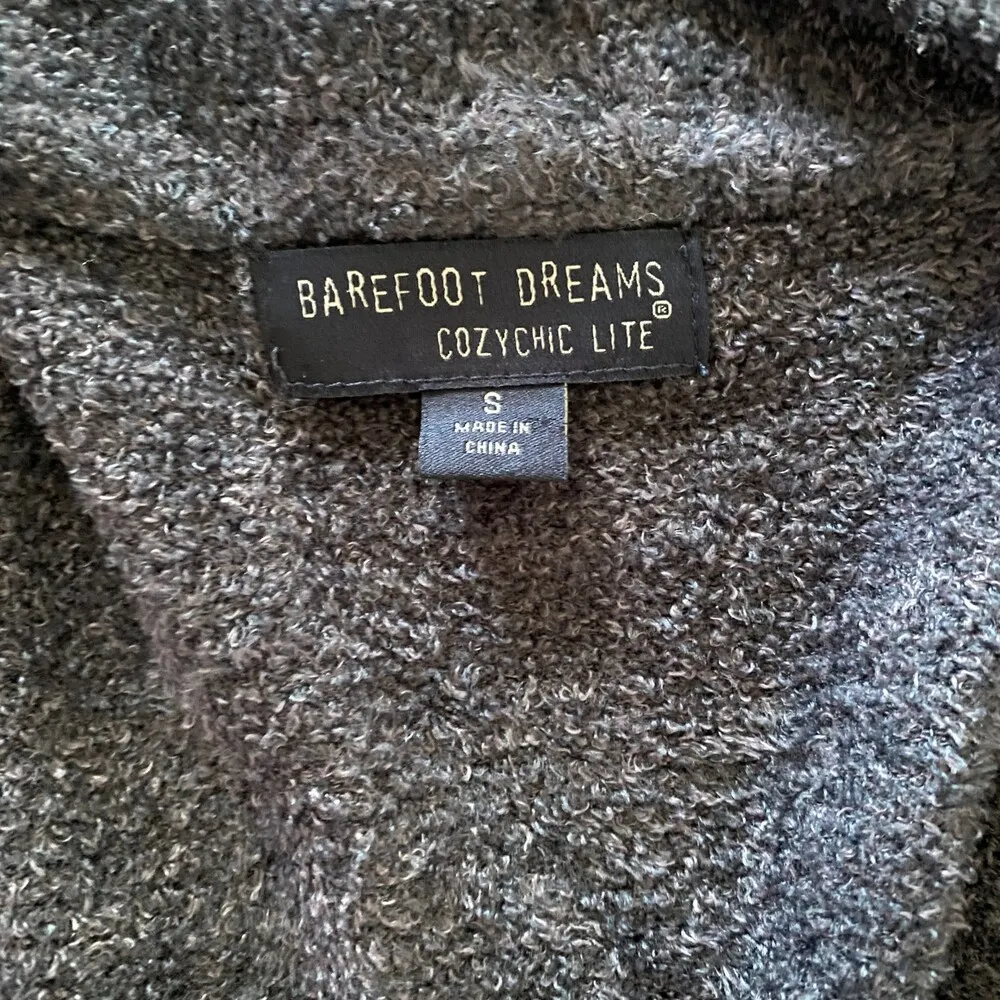 BAREFOOT DREAMS
COZYCHIC LITE®
S
MADE IN
CHINA